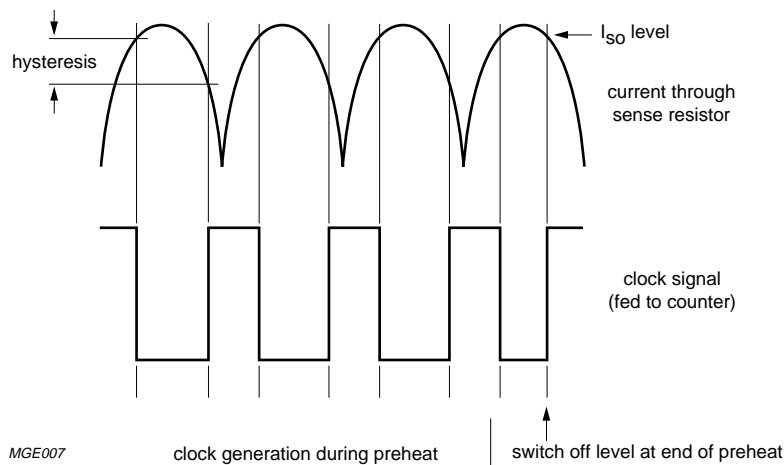 I_SO level
hysteresis
current through
sense resistor
clock signal
(fed to counter)
MGE007
clock generation during preheat
switch off level at end of preheat